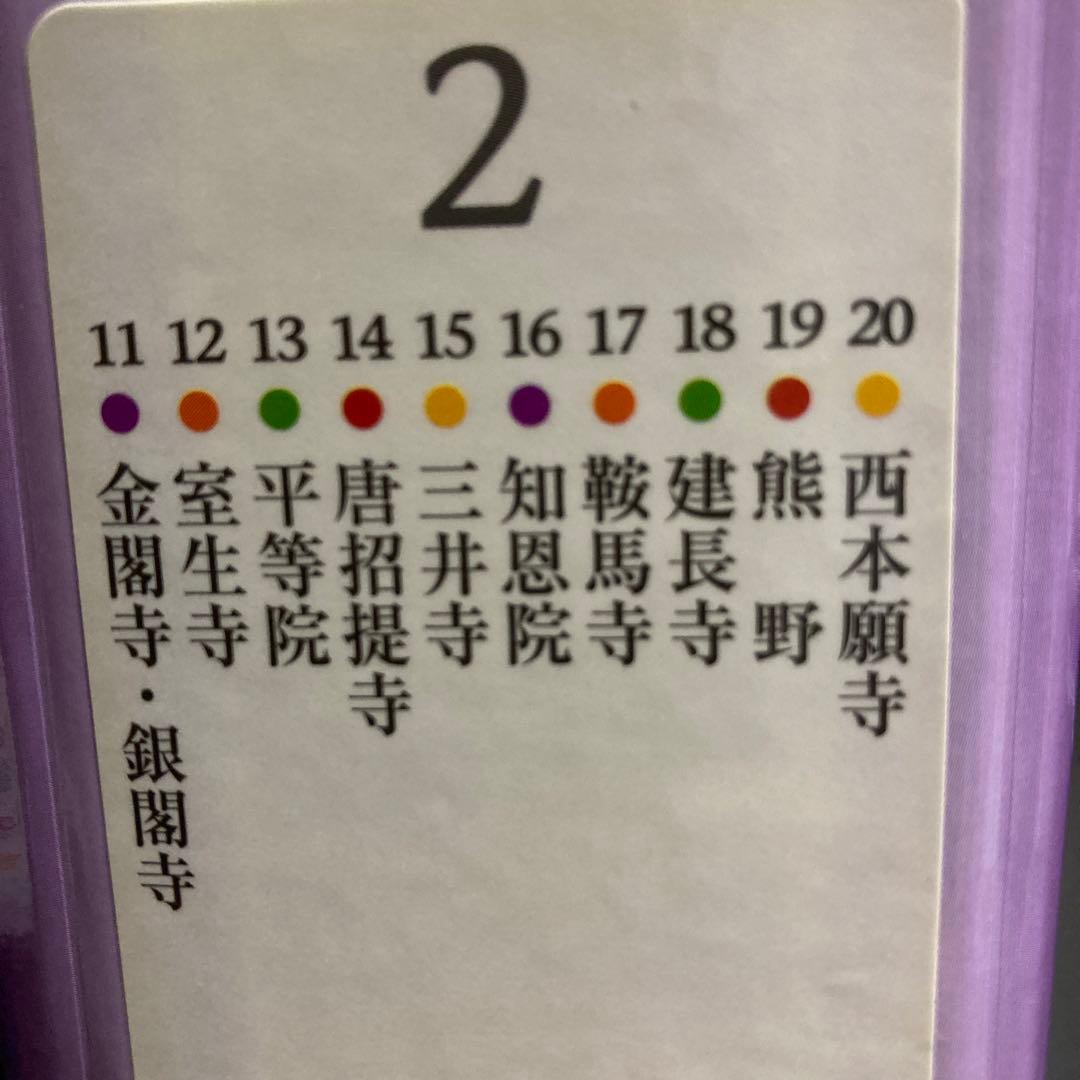 2
11 12 13 14 15 16 17 18 19 20
金閣寺・銀閣寺
室生寺
平等院
唐招提寺
三井寺
知恩院
鞍馬寺
建長寺
熊野
西本願寺